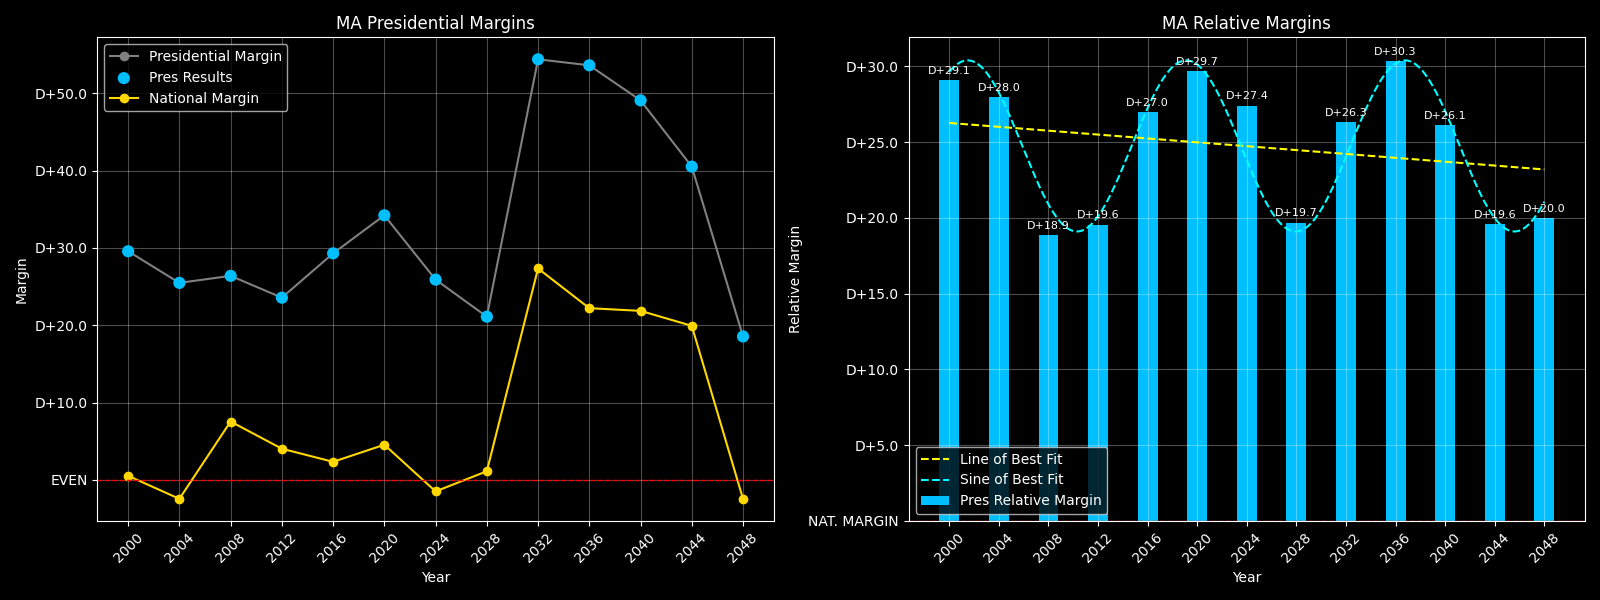 MA Presidential Margins
Presidential Margin
Pres Results
National Margin
Margin
D+50.0
D+40.0
D+30.0
D+20.0
D+10.0
EVEN
2000
2004
2008
2012
2016
2020
2024
2028
2032
2036
2040
2044
2048
Year
MA Relative Margins
Relative Margin
D+30.0
D+25.0
D+20.0
D+15.0
D+10.0
D+5.0
NAT. MARGIN
D+29.1
D+28.0
D+18.9
D+19.6
D+27.0
D+29.7
D+27.4
D+19.7
D+26.3
D+30.3
D+26.1
D+19.6
D+20.0
Line of Best Fit
Sine of Best Fit
Pres Relative Margin
2000
2004
2008
2012
2016
2020
2024
2028
2032
2036
2040
2044
2048
Year